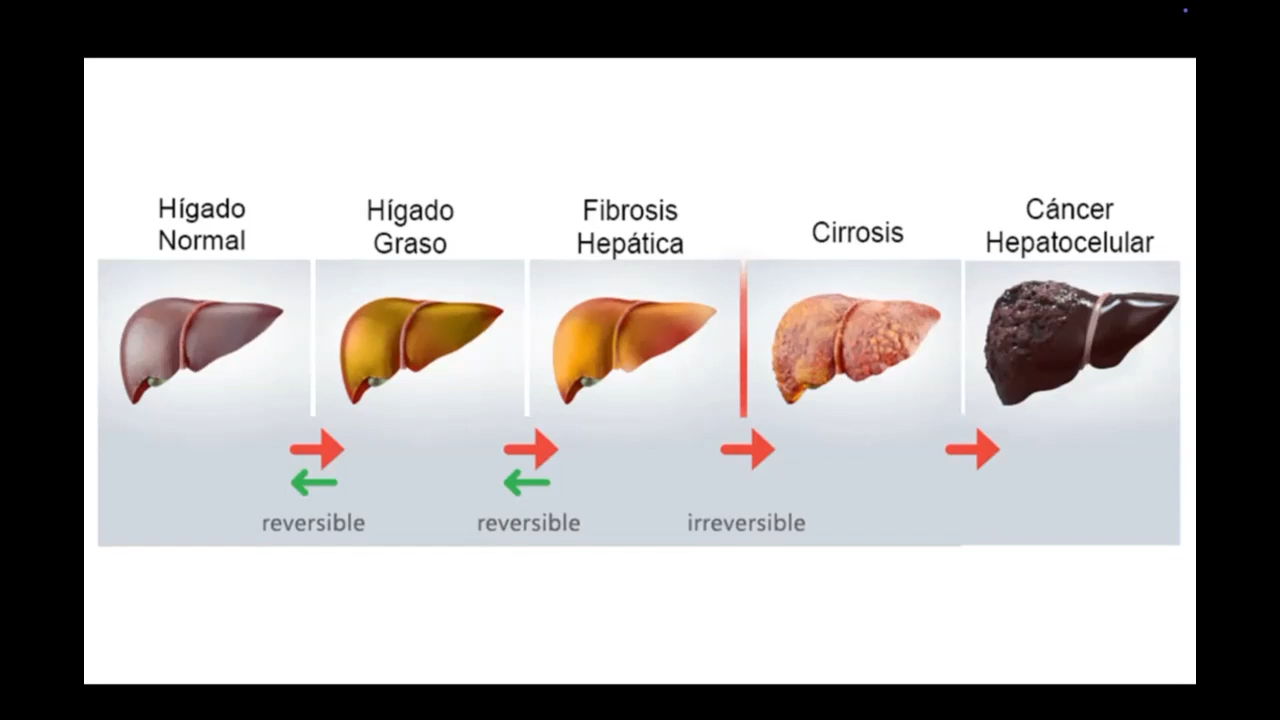 Hígado
Normal
Hígado
Graso
Fibrosis
Hepática
Cirrosis
Cáncer
Hepatocelular
reversible
reversible
irreversible